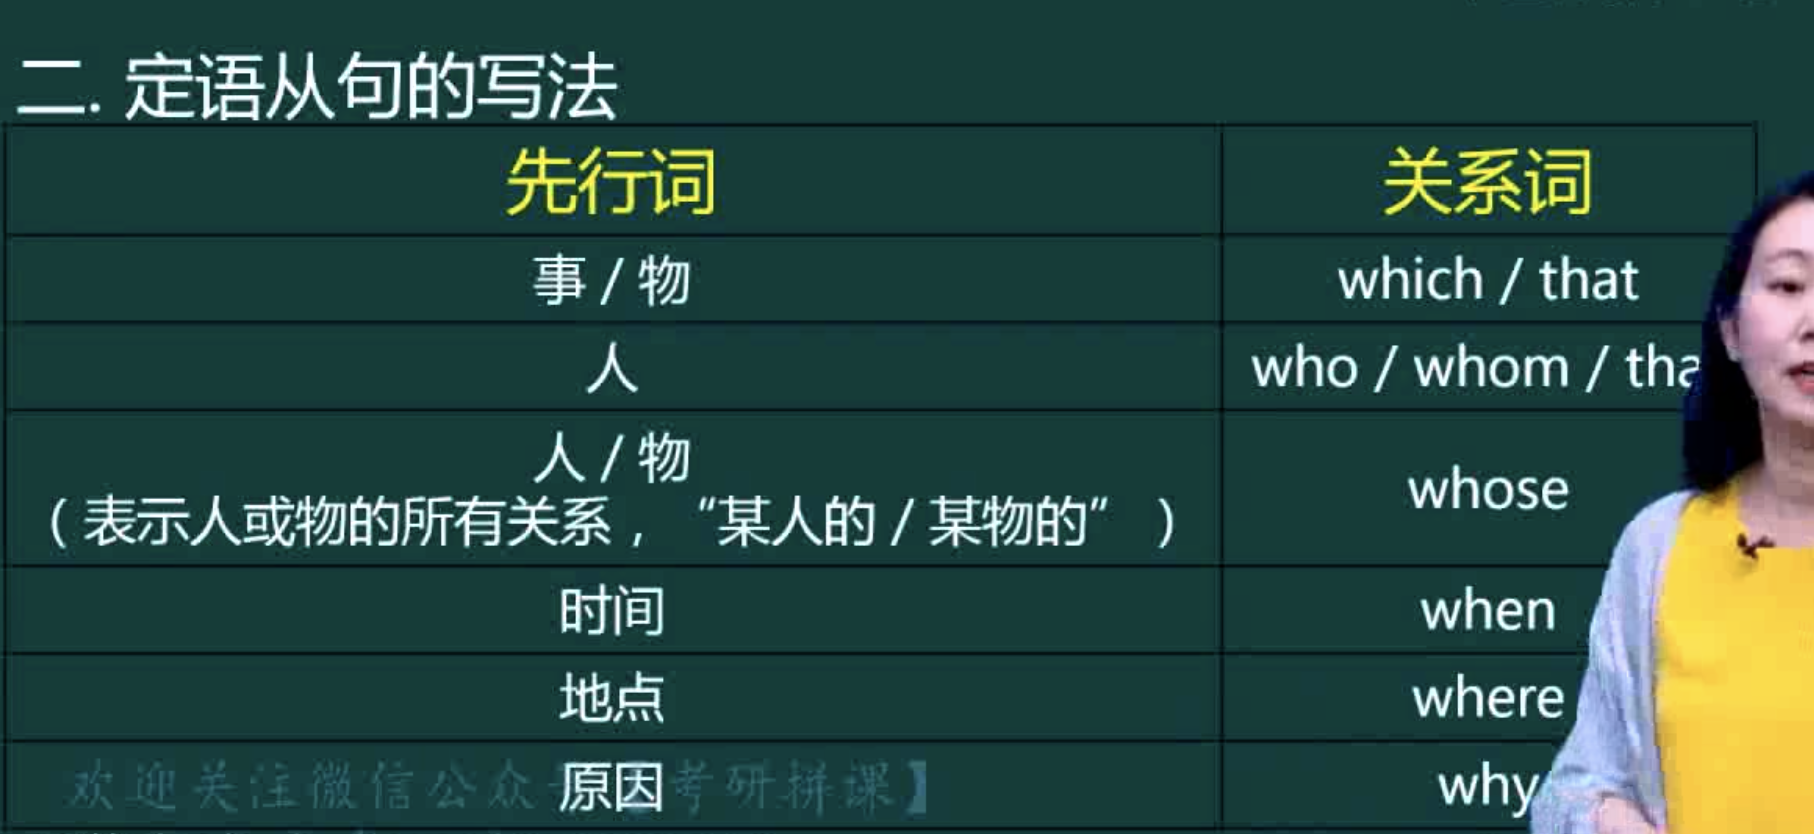 二. 定语从句的写法
先行词 关系词
事 / 物 which / that
人 who / whom / tha
人 / 物
（表示人或物的所有关系，“某人的 / 某物的”） whose
时间 when
地点 where
原因 why
欢迎关注微信公众 考研拼课】